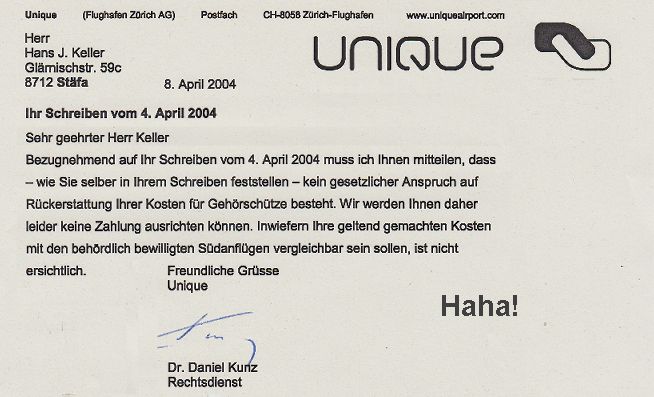 Unique (Flughafen Zürich AG) Postfach CH-8058 Zürich-Flughafen www.uniqueairport.com
unique
Herr
Hans J. Keller
Glämischstr. 59c
8712 Stäfa 8. April 2004
Ihr Schreiben vom 4. April 2004
Sehr geehrter Herr Keller
Bezugnehmend auf Ihr Schreiben vom 4. April 2004 muss ich Ihnen mitteilen, dass
– wie Sie selber in Ihrem Schreiben feststellen – kein gesetzlicher Anspruch auf
Rückerstattung Ihrer Kosten für Gehörschütze besteht. Wir werden Ihnen daher
leider keine Zahlung ausrichten können. Inwiefern Ihre geltend gemachten Kosten
mit den behördlich bewilligten Südanflügen vergleichbar sein sollen, ist nicht
ersichtlich. Freundliche Grüsse
Unique
Haha!
Dr. Daniel Kunz
Rechtsdienst